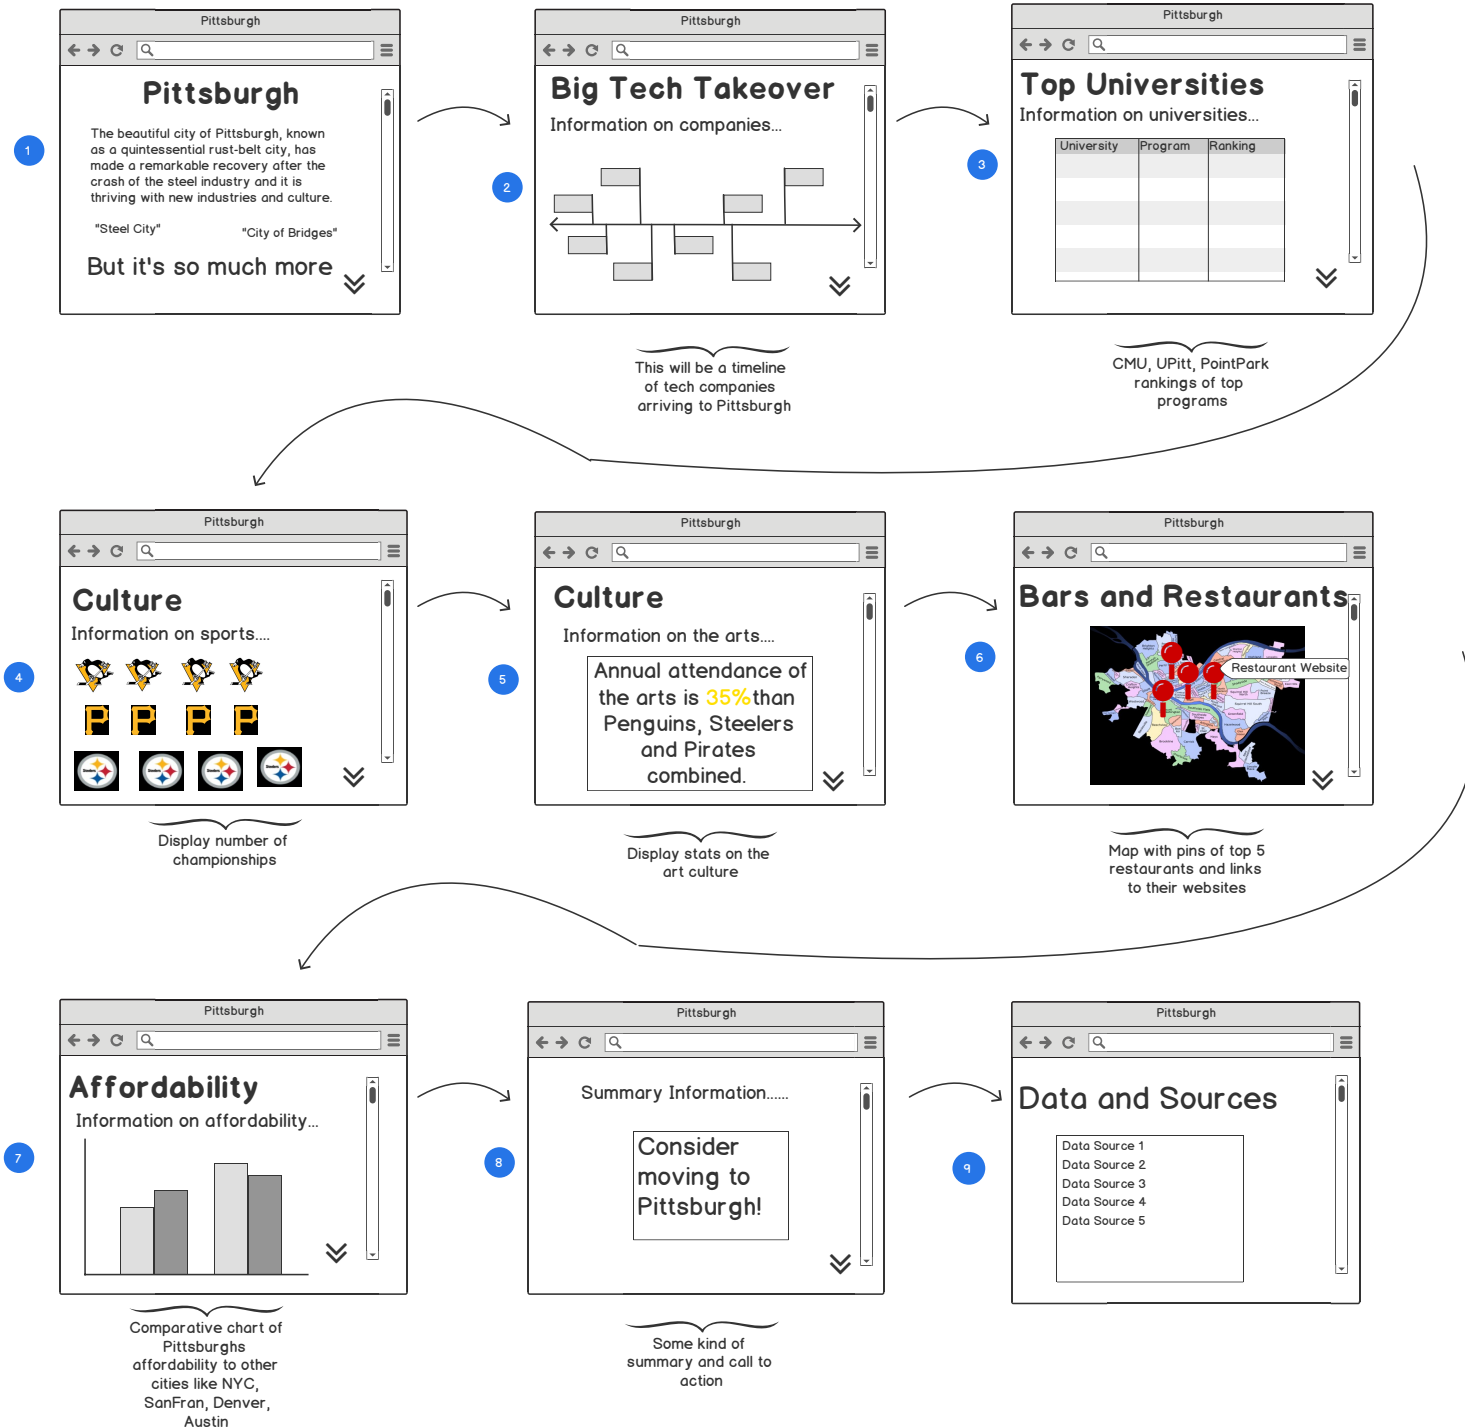 Pittsburgh
Pittsburgh
The beautiful city of Pittsburgh, known
as a quintessential rust-belt city, has
made a remarkable recovery after the
crash of the steel industry and it is
thriving with new industries and culture.
"Steel City"
"City of Bridges"
But it's so much more
1
Pittsburgh
Big Tech Takeover
Information on companies...
2
This will be a timeline
of tech companies
arriving to Pittsburgh
Pittsburgh
Top Universities
Information on universities...
University Program Ranking
3
CMU, UPitt, PointPark
rankings of top
programs
Pittsburgh
Culture
Information on sports....
4
P P P P
Steelers Steelers Steelers Steelers
Display number of
championships
Pittsburgh
Culture
Information on the arts....
5
Annual attendance of
the arts is 35%than
Penguins, Steelers
and Pirates
combined.
Display stats on the
art culture
Pittsburgh
Bars and Restaurants
6
Restaurant Website
Map with pins of top 5
restaurants and links
to their websites
Pittsburgh
Affordability
Information on affordability...
7
Comparative chart of
Pittsburghs
affordability to other
cities like NYC,
SanFran, Denver,
Austin
Pittsburgh
Summary Information......
8
Consider
moving to
Pittsburgh!
Some kind of
summary and call to
action
Pittsburgh
Data and Sources
9
Data Source 1
Data Source 2
Data Source 3
Data Source 4
Data Source 5